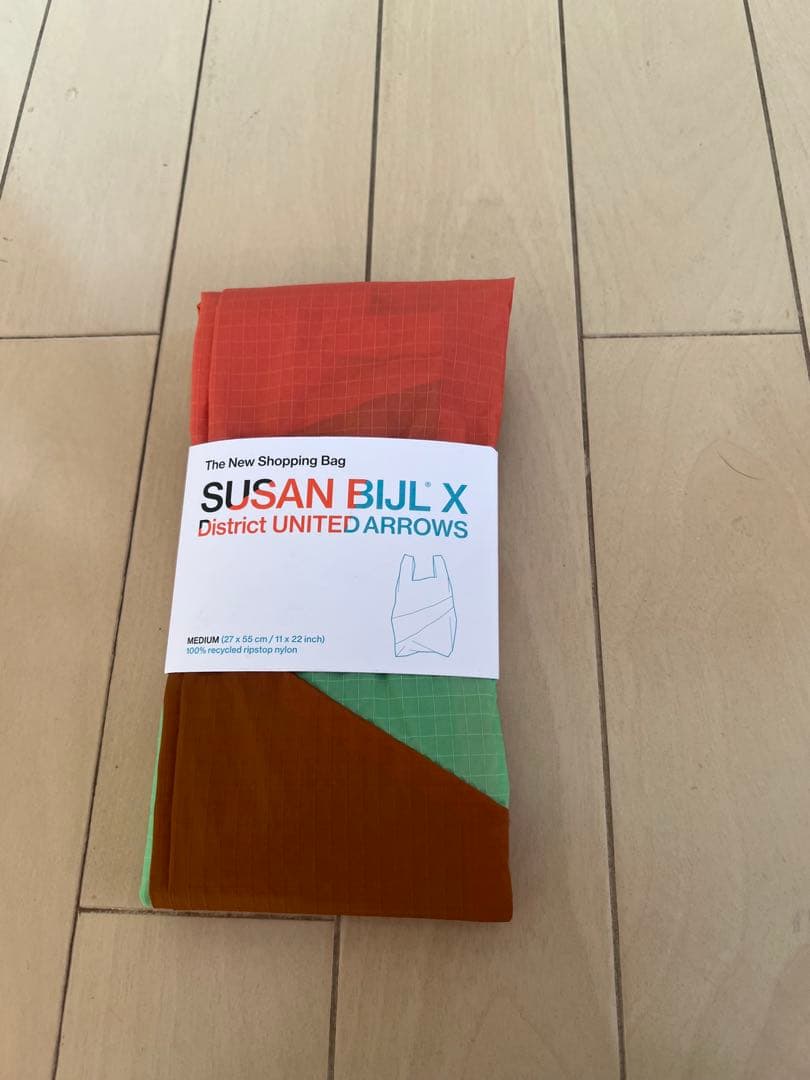 The New Shopping Bag
SUSAN BIJL® X
District UNITED ARROWS
MEDIUM (27 x 55 cm / 11 x 22 inch)
100% recycled ripstop nylon